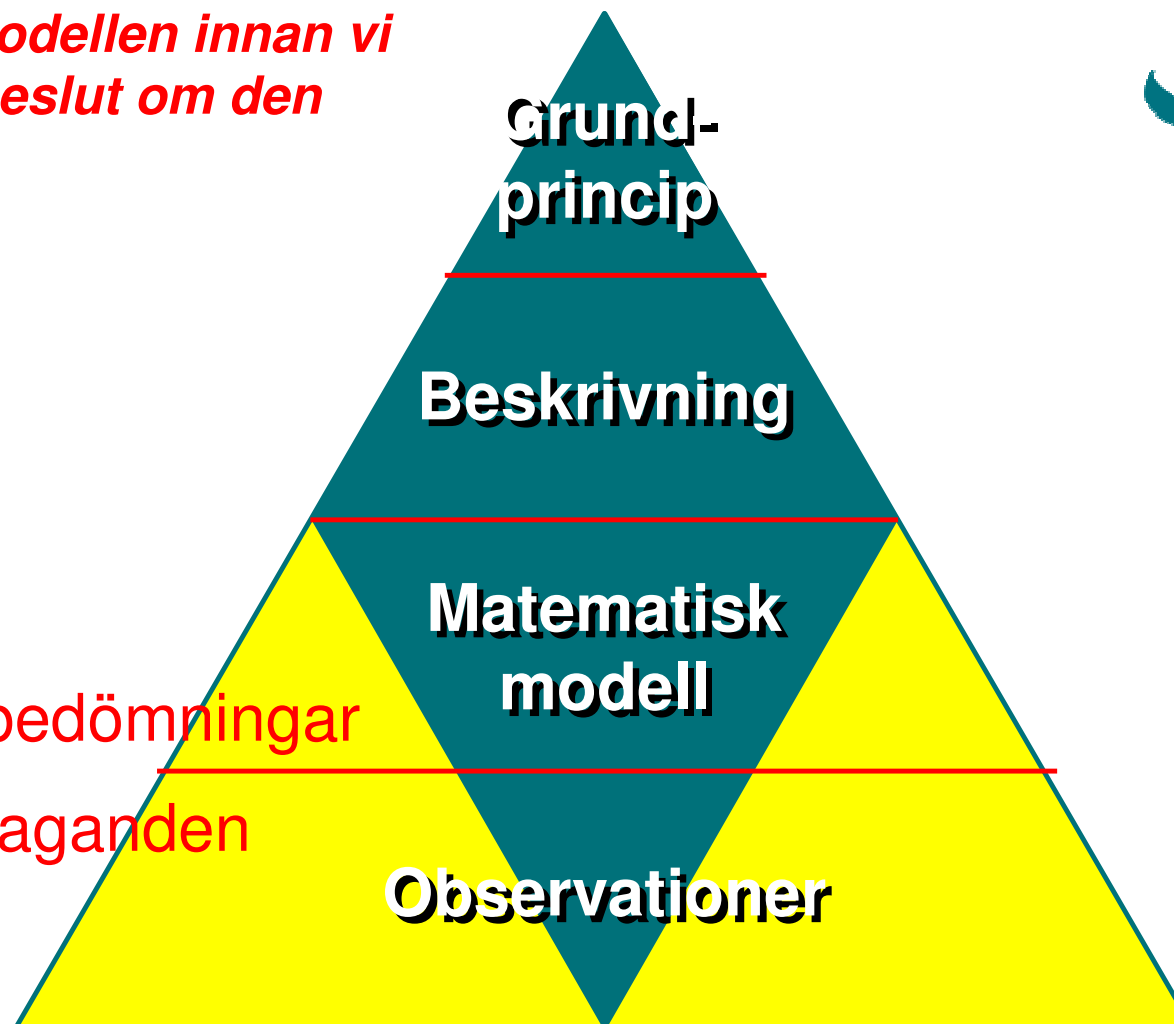 odellen innan vi
eslut om den
Grund-
princip
Beskrivning
Matematisk
modell
bedömningar
aganden
Observationer